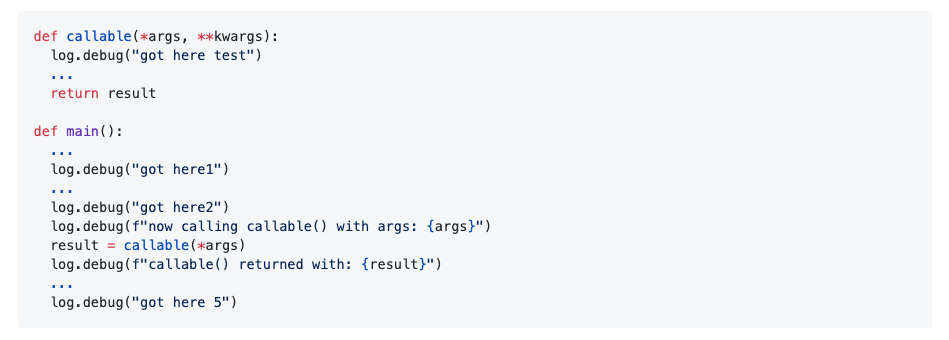 def callable(*args, **kwargs):
  log.debug("got here test")
  ...
  return result

def main():
  ...
  log.debug("got here1")
  ...
  log.debug("got here2")
  log.debug(f"now calling callable() with args: {args}")
  result = callable(*args)
  log.debug(f"callable() returned with: {result}")
  ...
  log.debug("got here 5")